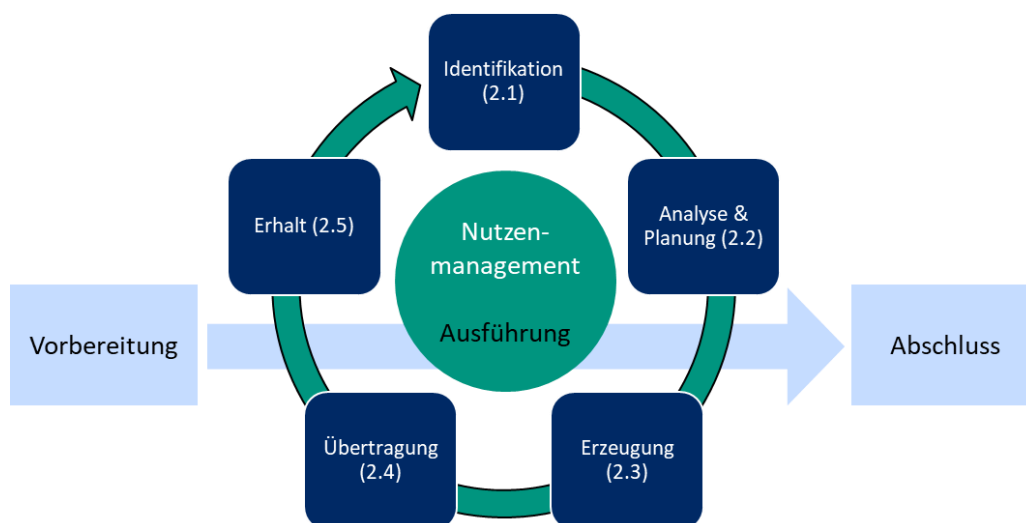 Identifikation
(2.1)
Analyse &
Planung (2.2)
Erzeugung
(2.3)
Übertragung
(2.4)
Erhalt (2.5)
Nutzen-
management
Vorbereitung
Ausführung
Abschluss